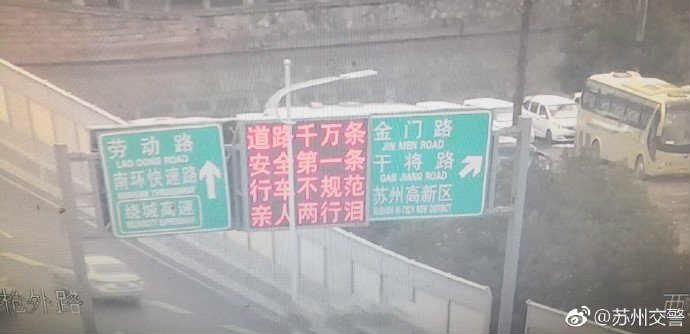 劳动路
LAO DONG ROAD
南环快速路
绕城高速
道路千万条
安全第一条
行车不规范
亲人两行泪
金门路
JIN MEN ROAD
干将路
GAN JIANG ROAD
苏州高新区
SUZHOU HI-TECH NEW DISTRICT
枪外路
西
@苏州交警